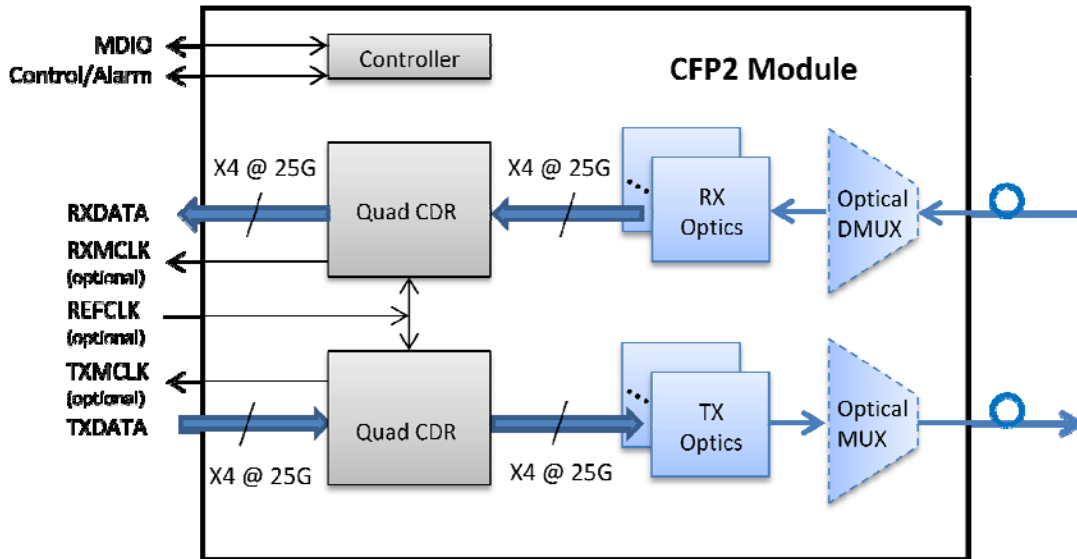 MDIO
Control/Alarm
Controller
CFP2 Module
X4 @ 25G
X4 @ 25G
RXDATA
Quad CDR
RX
Optics
Optical
DMUX
RXMCLK
(optional)
REFCLK
(optional)
TXMCLK
(optional)
TXDATA
Quad CDR
TX
Optics
Optical
MUX
X4 @ 25G
X4 @ 25G